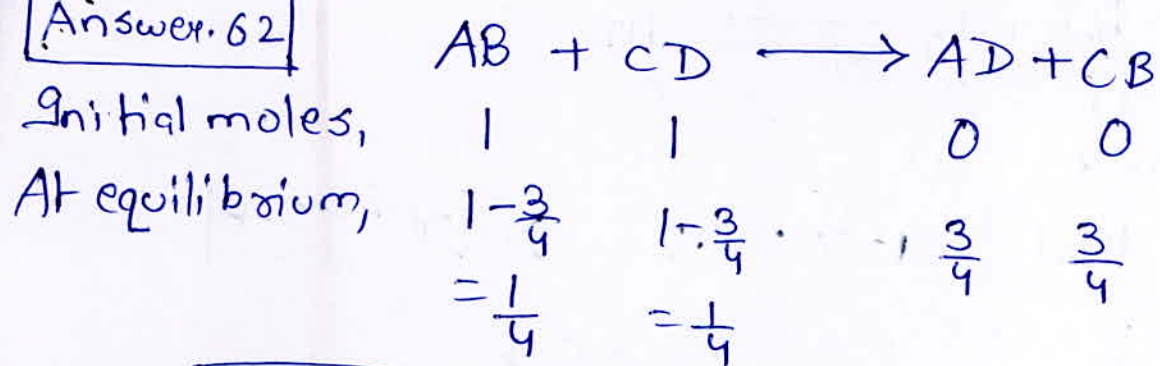 Answer. 62
AB + CD ⟶ AD + CB
Initial moles, 1 1 0 0
At equilibrium, 1-3/4 1-3/4 3/4 3/4
=1/4 =1/4